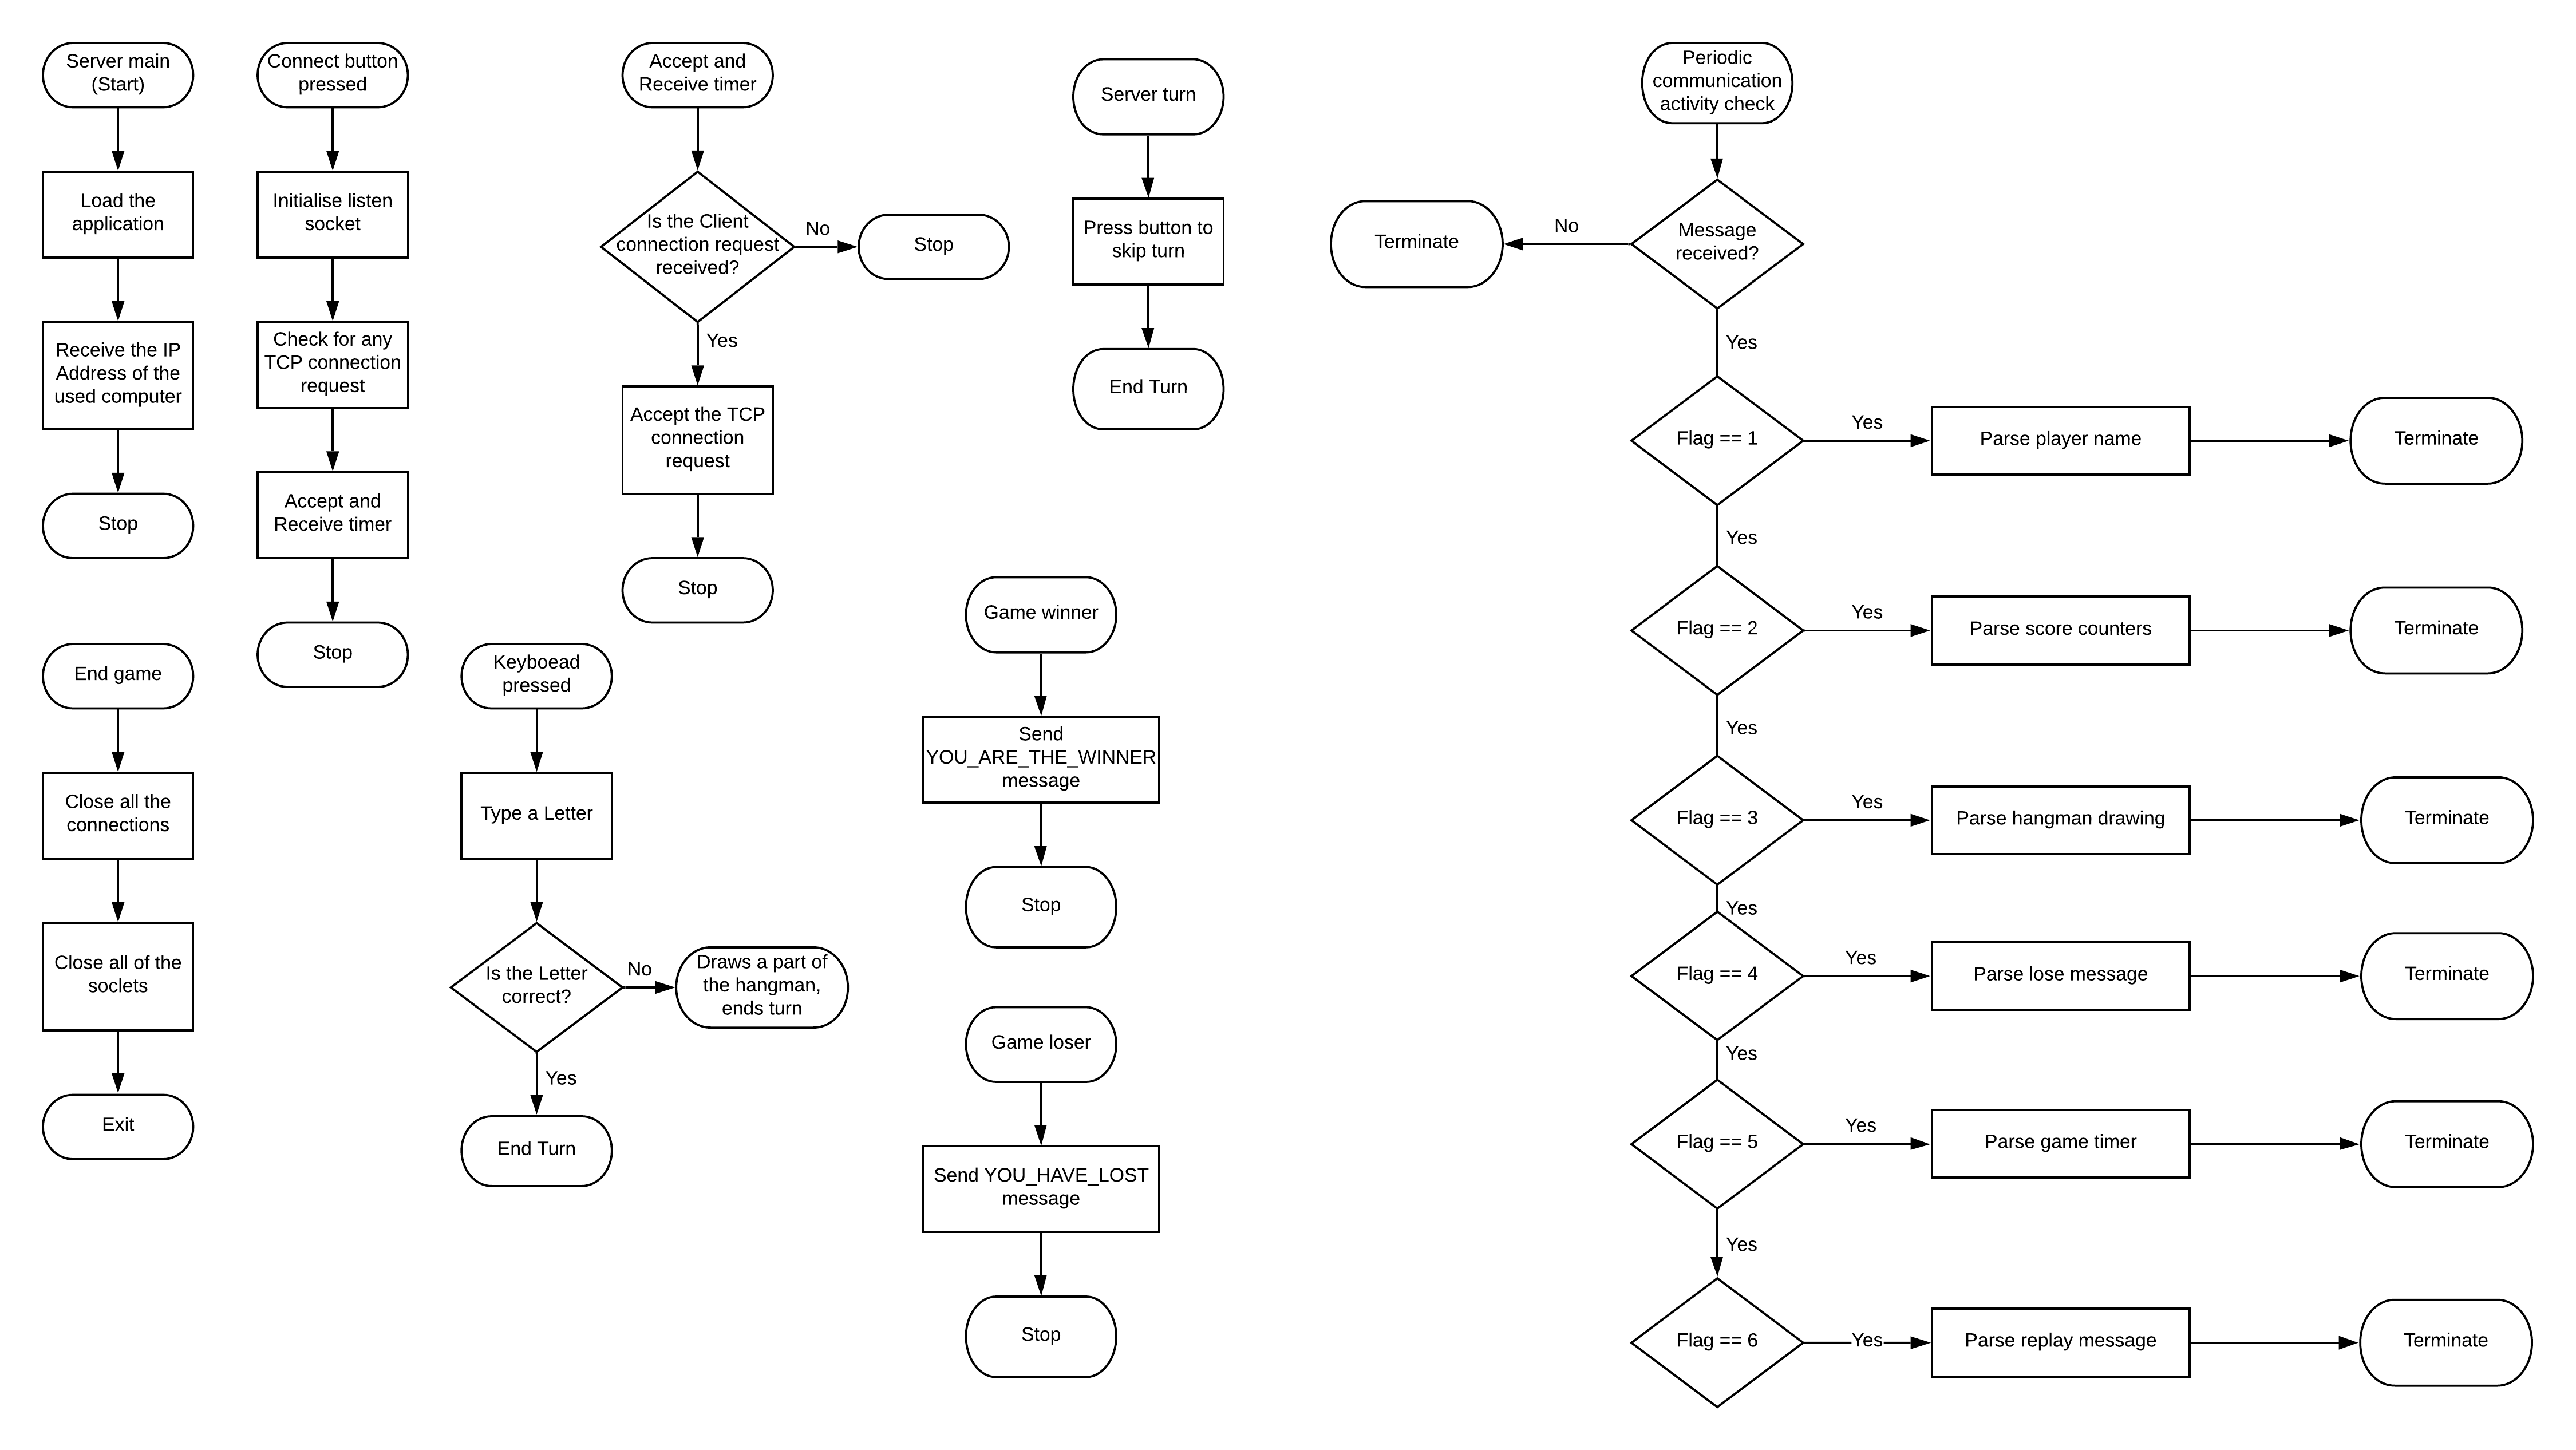 Server main
(Start)
Load the
application
Receive the IP
Address of the
used computer
Stop
Connect button
pressed
Initialise listen
socket
Check for any
TCP connection
request
Accept and
Receive timer
Stop
Accept and
Receive timer
Is the Client
connection request
received?
No
Stop
Yes
Accept the TCP
connection
request
Stop
Server turn
Press button to
skip turn
End Turn
End game
Close all the
connections
Close all of the
soclets
Exit
Keyboead
pressed
Type a Letter
Is the Letter
correct?
No
Draws a part of
the hangman,
ends turn
Yes
End Turn
Game winner
Send
YOU_ARE_THE_WINNER
message
Stop
Game loser
Send YOU_HAVE_LOST
message
Stop
Periodic
communication
activity check
Message
received?
No
Terminate
Yes
Flag == 1
Yes
Parse player name
Terminate
Yes
Flag == 2
Yes
Parse score counters
Terminate
Yes
Flag == 3
Yes
Parse hangman drawing
Terminate
Yes
Flag == 4
Yes
Parse lose message
Terminate
Yes
Flag == 5
Yes
Parse game timer
Terminate
Yes
Flag == 6
Yes
Parse replay message
Terminate